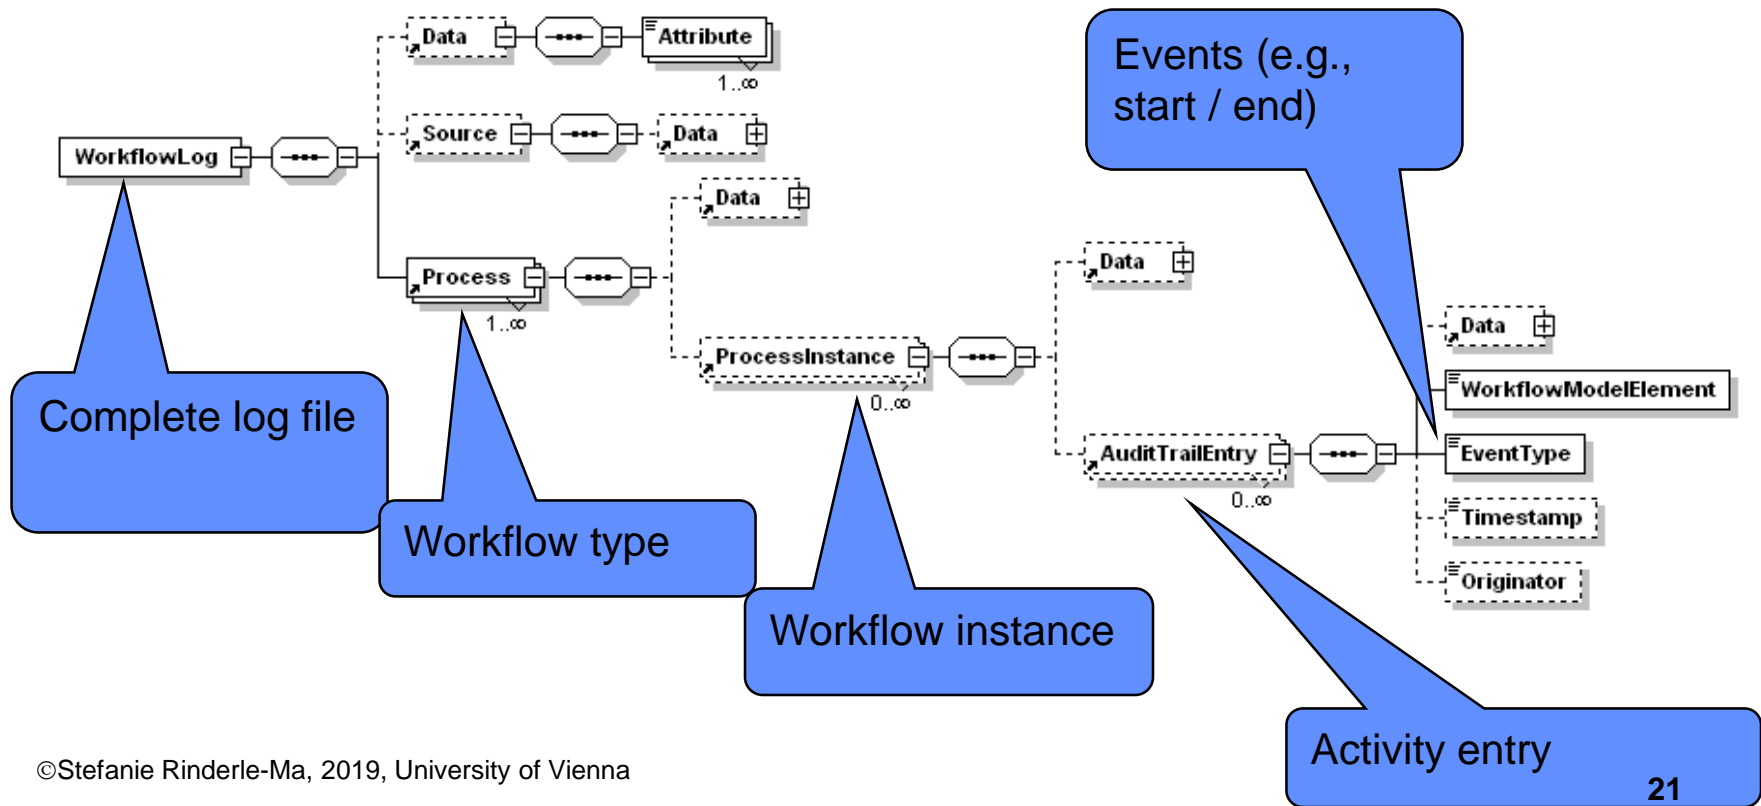 Data
Attribute
1..∞
Events (e.g.,
start / end)
Source
Data
WorkflowLog
Data
Process
1..∞
Data
Data
ProcessInstance
0..∞
WorkflowModelElement
Complete log file
AuditTrailEntry
0..∞
EventType
Timestamp
Workflow type
Originator
Workflow instance
Activity entry
©Stefanie Rinderle-Ma, 2019, University of Vienna
21